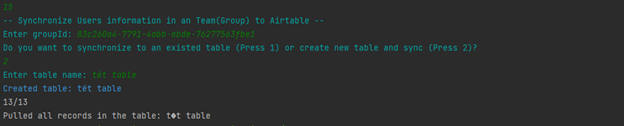 13
-- Synchronize Users information in an Team(Group) to Airtable --
Enter groupId: 83c260e4-7791-4cbb-abde-76277563fbe1
Do you want to synchronize to an existed table (Press 1) or create new table and sync (Press 2)?
2
Enter table name: tét table
Created table: tét table
13/13
Pulled all records in the table: t�t table